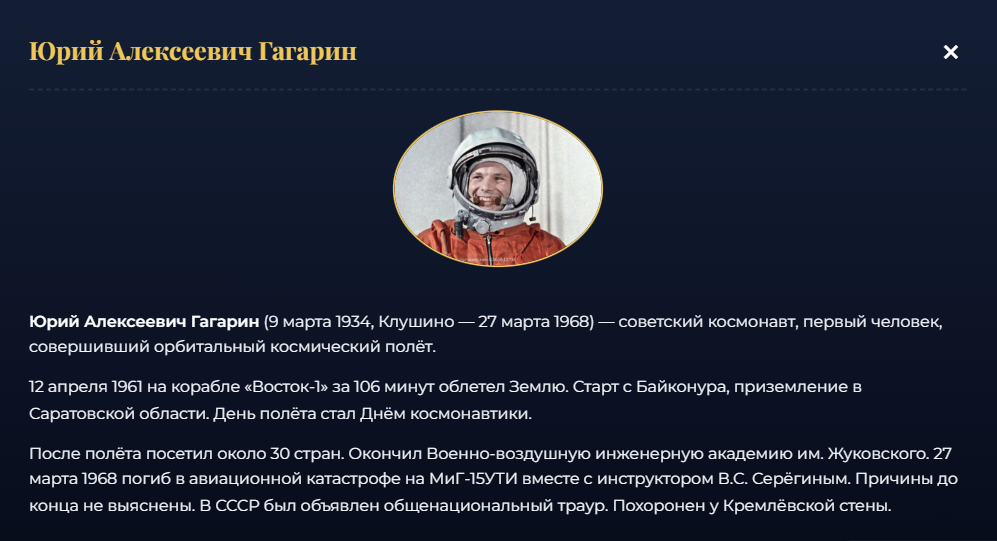 Юрий Алексеевич Гагарин
Юрий Алексеевич Гагарин (9 марта 1934, Клушино — 27 марта 1968) — советский космонавт, первый человек,
совершивший орбитальный космический полёт.
12 апреля 1961 на корабле «Восток-1» за 106 минут облетел Землю. Старт с Байконура, приземление в
Саратовской области. День полёта стал Днём космонавтики.
После полёта посетил около 30 стран. Окончил Военно-воздушную инженерную академию им. Жуковского. 27
марта 1968 погиб в авиационной катастрофе на МиГ-15УТИ вместе с инструктором В.С. Серёгиным. Причины до
конца не выяснены. В СССР был объявлен общенациональный траур. Похоронен у Кремлёвской стены.